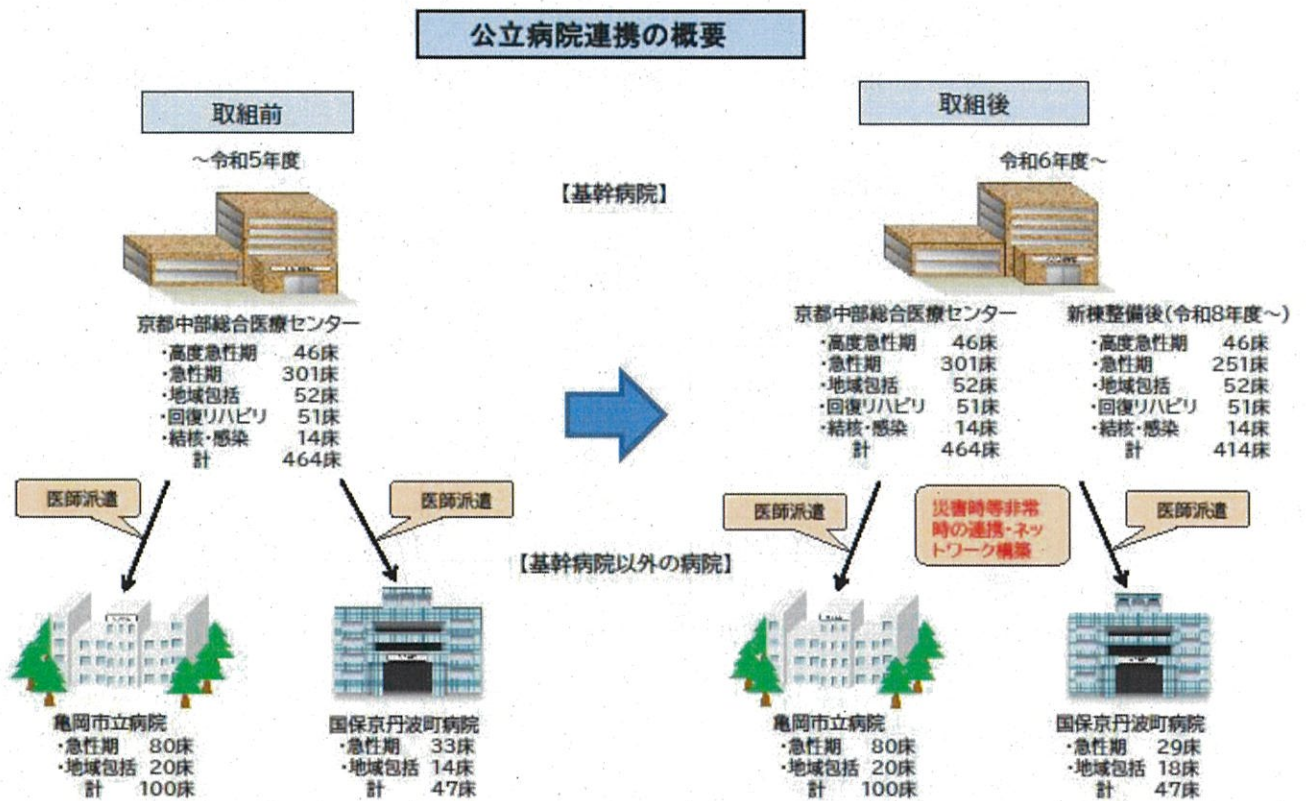 公立病院連携の概要
取組前
～令和5年度
【基幹病院】
京都中部総合医療センター
・高度急性期 46床
・急性期 301床
・地域包括 52床
・回復リハビリ 51床
・結核・感染 14床
計 464床
医師派遣
医師派遣
【基幹病院以外の病院】
亀岡市立病院
・急性期 80床
・地域包括 20床
計 100床
国保京丹波町病院
・急性期 33床
・地域包括 14床
計 47床
取組後
令和6年度～
京都中部総合医療センター
・高度急性期 46床
・急性期 301床
・地域包括 52床
・回復リハビリ 51床
・結核・感染 14床
計 464床
新棟整備後(令和8年度～)
・高度急性期 46床
・急性期 251床
・地域包括 52床
・回復リハビリ 51床
・結核・感染 14床
計 414床
医師派遣
災害時等非常
時の連携・ネッ
トワーク構築
医師派遣
亀岡市立病院
・急性期 80床
・地域包括 20床
計 100床
国保京丹波町病院
・急性期 29床
・地域包括 18床
計 47床